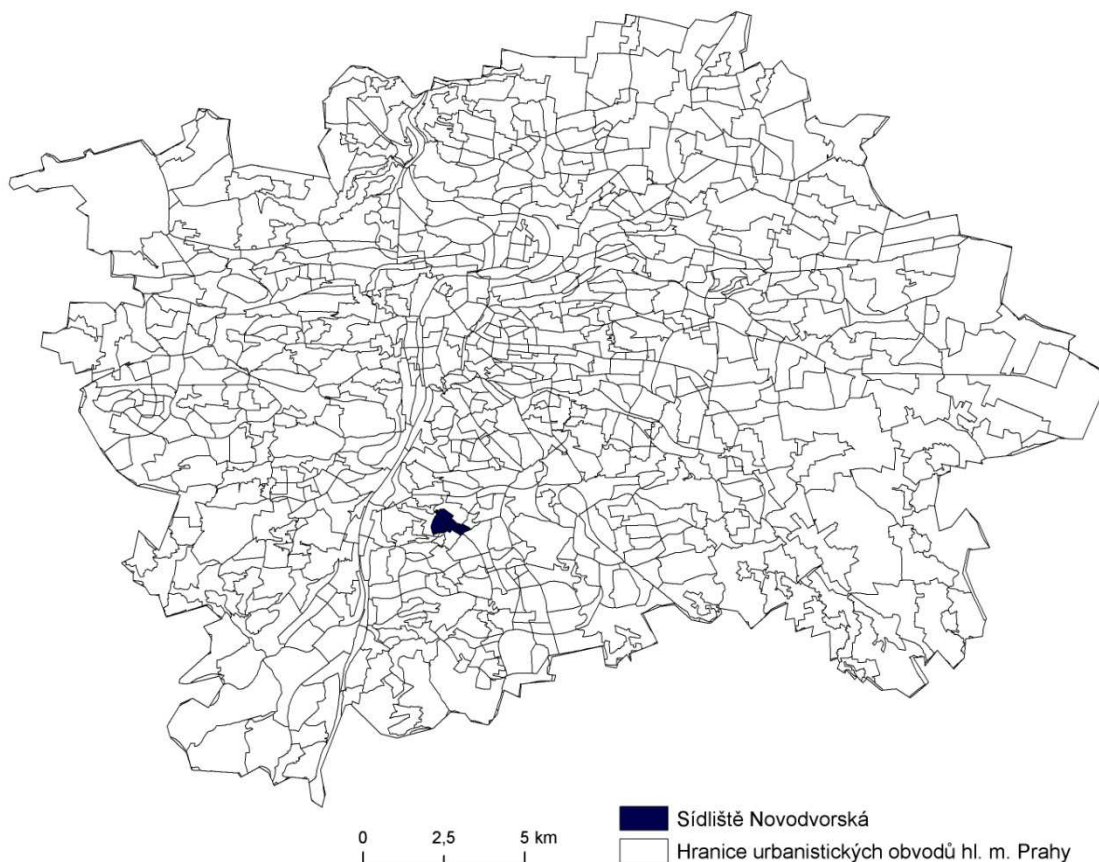 Sídliště Novodvorská
0 2,5 5 km
Hranice urbanistických obvodů hl. m. Prahy